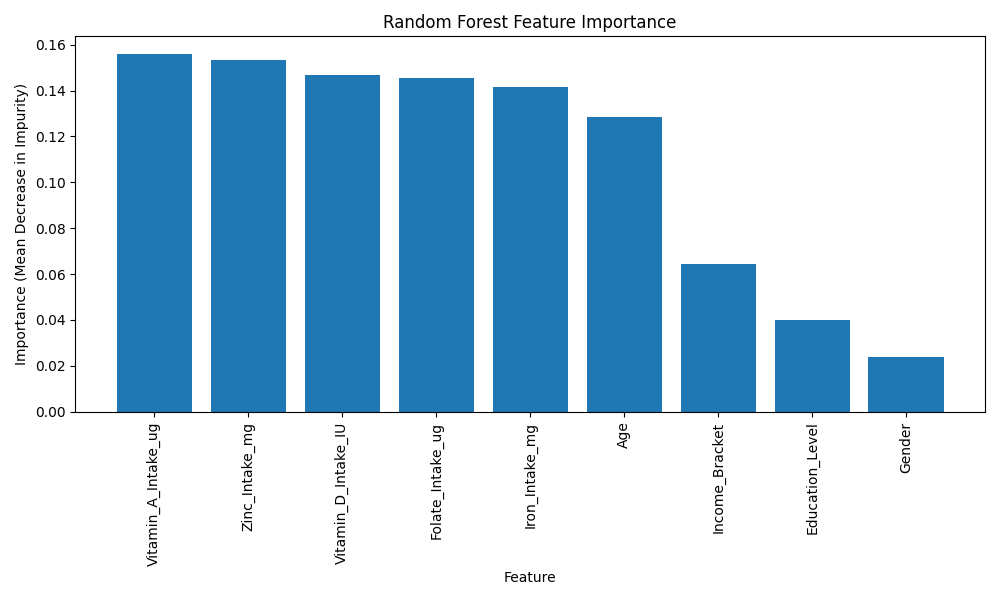 Random Forest Feature Importance
Importance (Mean Decrease in Impurity)
0.16
0.14
0.12
0.10
0.08
0.06
0.04
0.02
0.00
Vitamin_A_Intake_ug
Zinc_Intake_mg
Vitamin_D_Intake_IU
Folate_Intake_ug
Iron_Intake_mg
Age
Income_Bracket
Education_Level
Gender
Feature